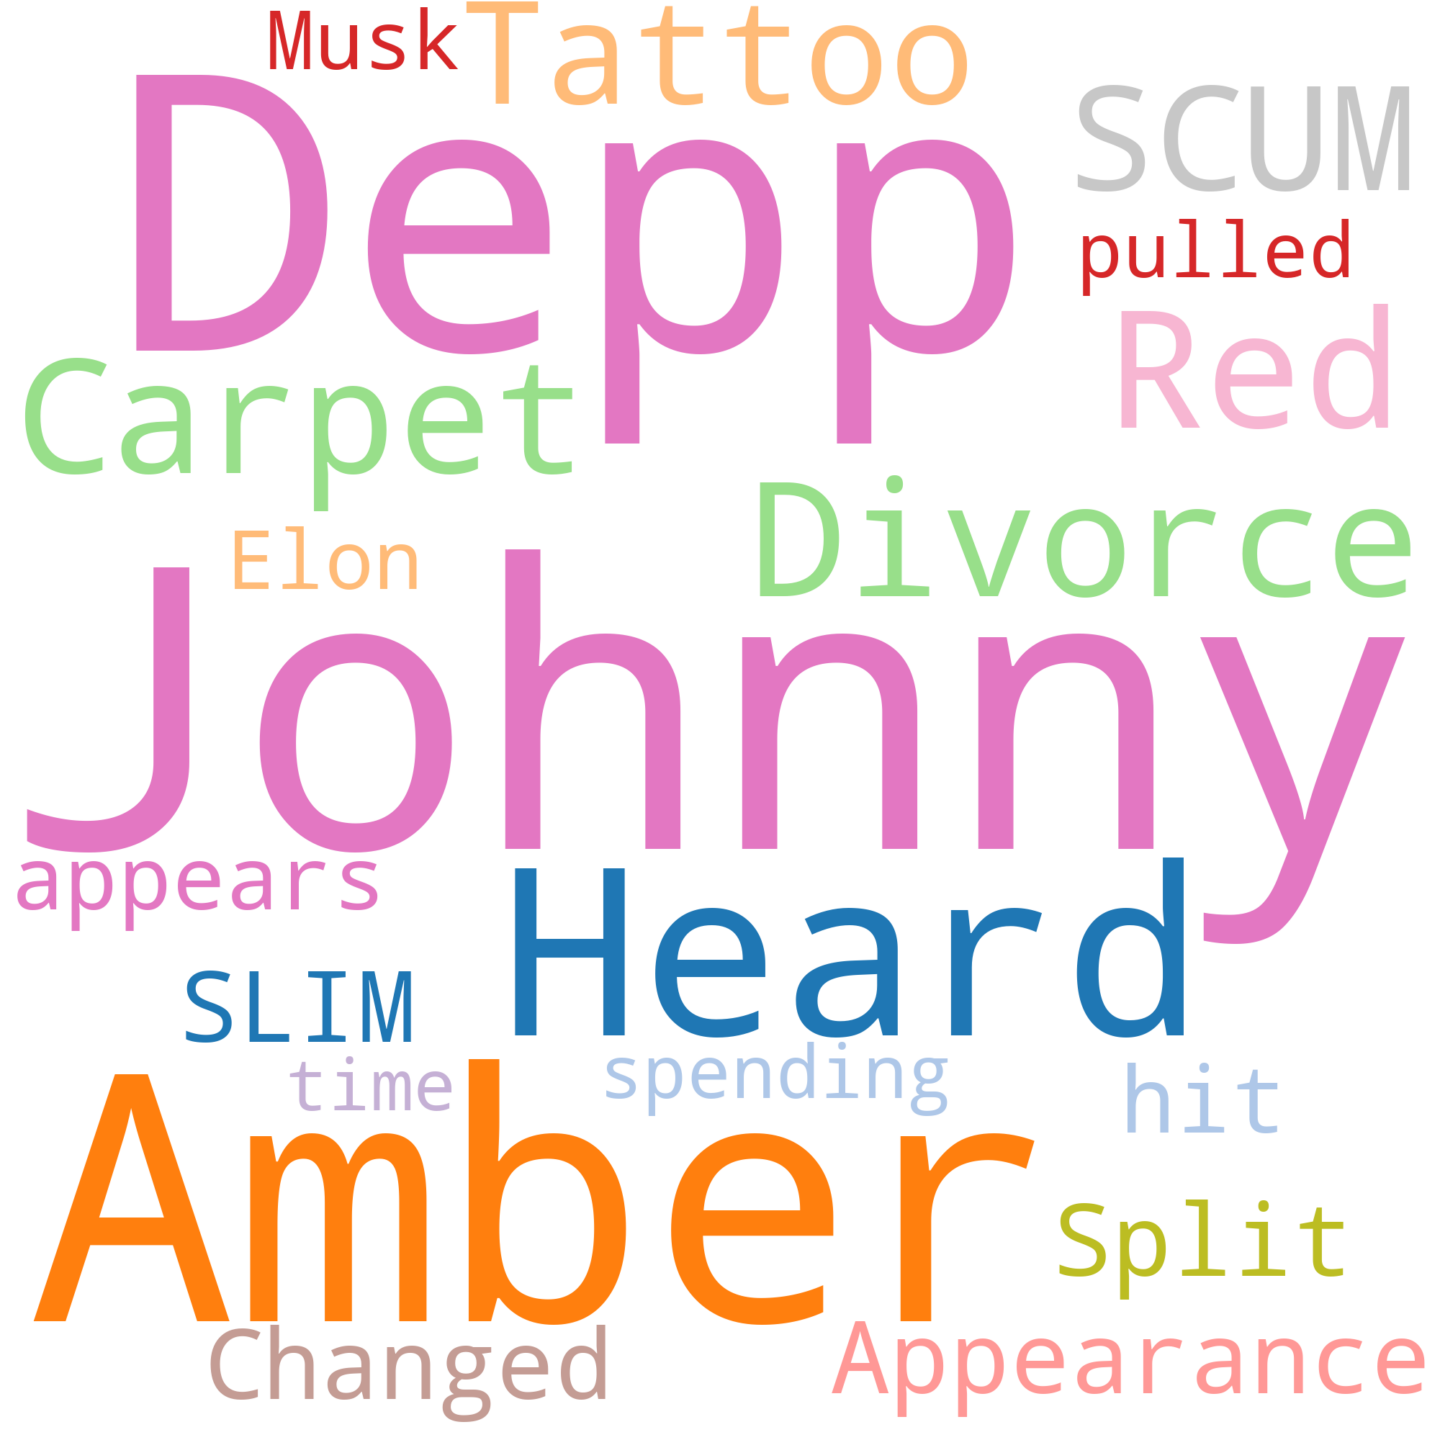 Musk Tattoo
SCUM
Depp
pulled
Red
Carpet
Divorce
Elon
Johnny
appears
Heard
SLIM
time spending hit
Amber
Split
Changed Appearance